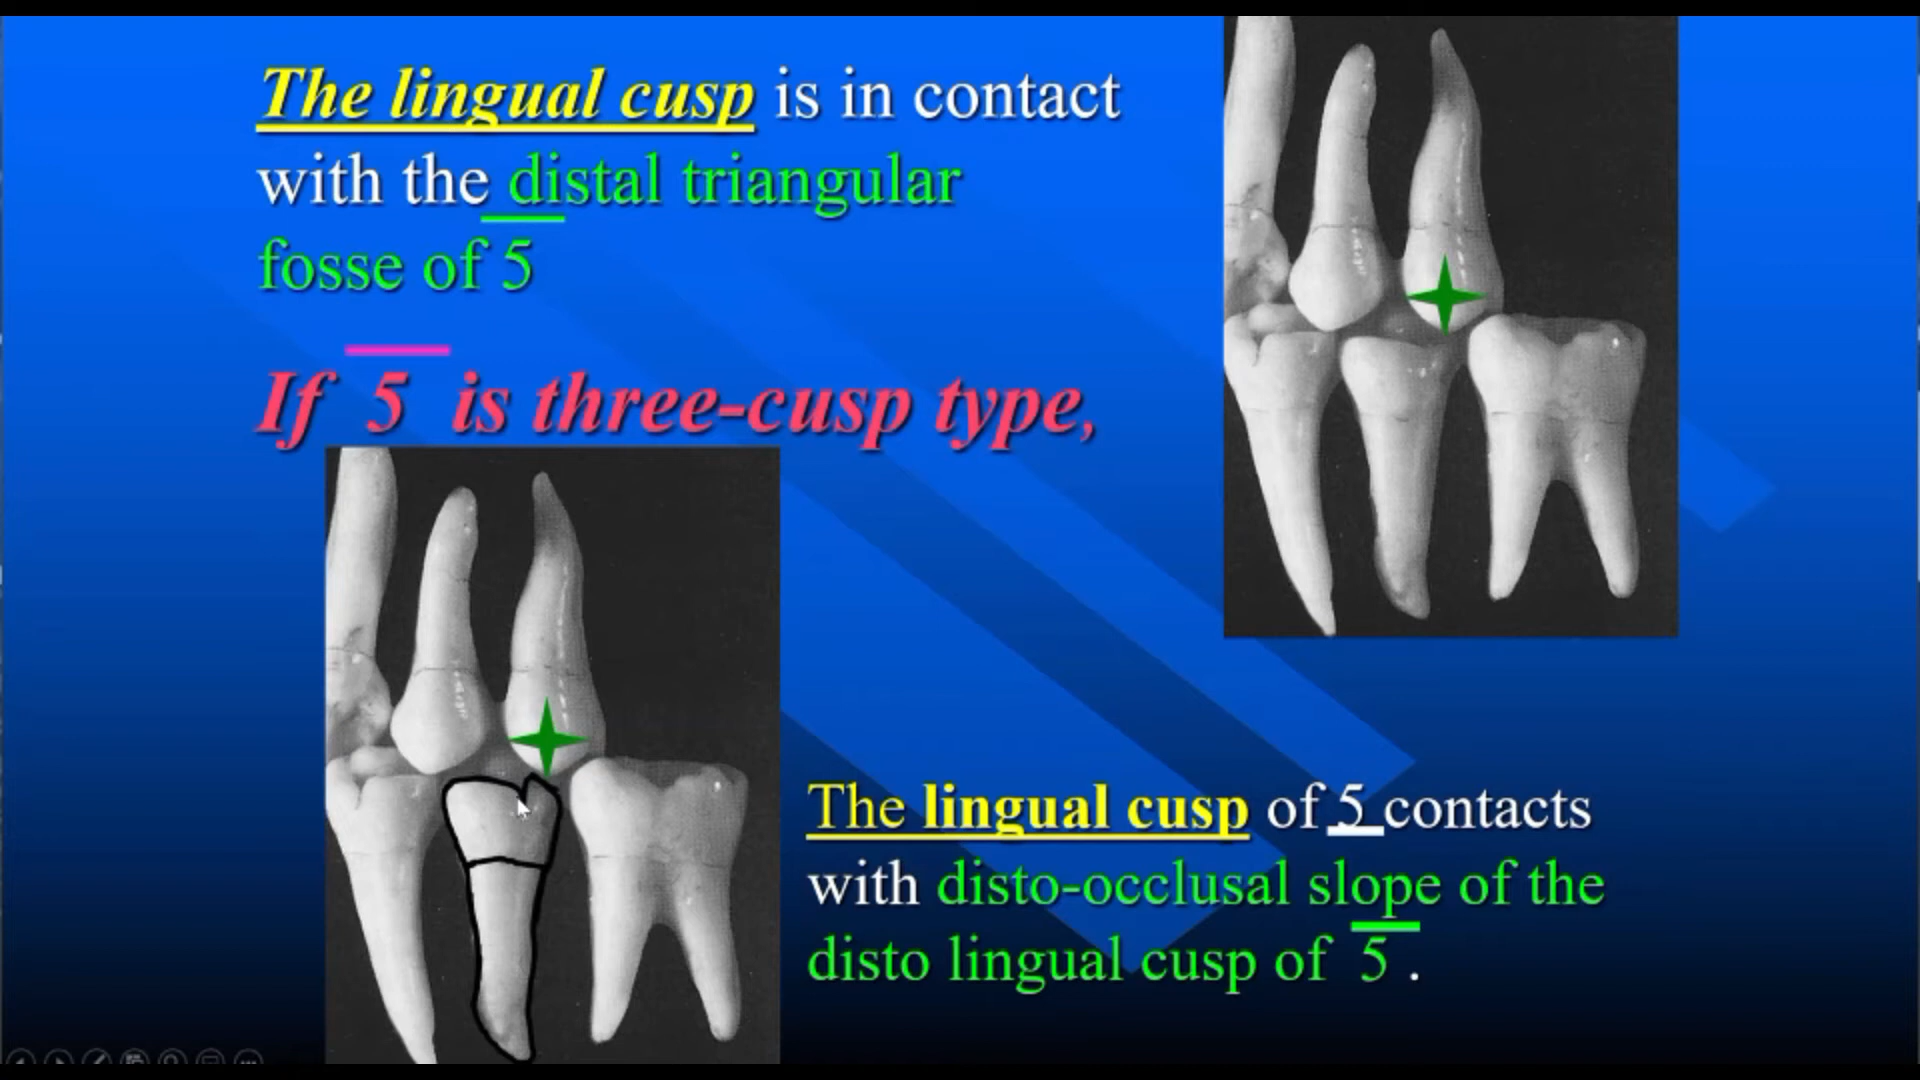 The lingual cusp is in contact
with the distal triangular
fosse of 5
If 5 is three-cusp type,
The lingual cusp of 5 contacts
with disto-occlusal slope of the
disto lingual cusp of 5 .